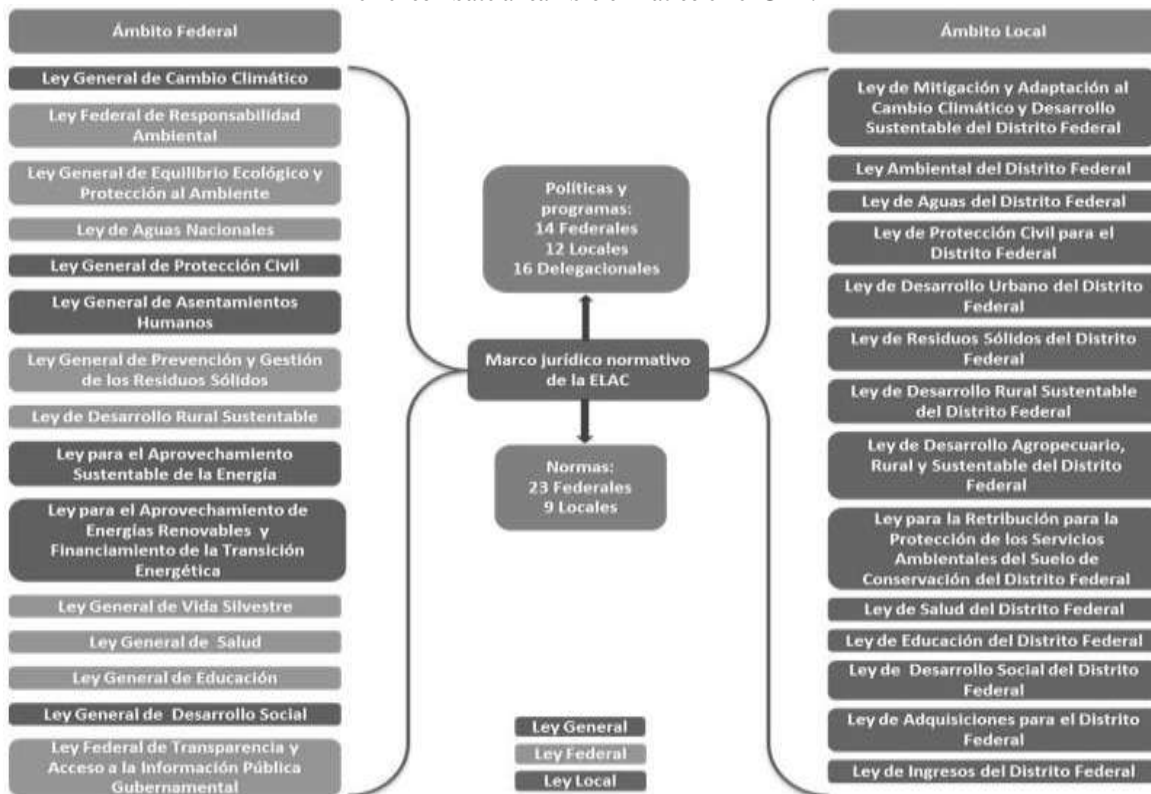 Ámbito Federal
Ley General de Cambio Climático
Ley Federal de Responsabilidad
Ambiental
Ley General de Equilibrio Ecológico y
Protección al Ambiente
Ley de Aguas Nacionales
Ley General de Protección Civil
Ley General de Asentamientos
Humanos
Ley General de Prevención y Gestión
de los Residuos Sólidos
Ley de Desarrollo Rural Sustentable
Ley para el Aprovechamiento
Sustentable de la Energía
Ley para el Aprovechamiento de
Energías Renovables y
Financiamiento de la Transición
Energética
Ley General de Vida Silvestre
Ley General de Salud
Ley General de Educación
Ley General de Desarrollo Social
Ley Federal de Transparencia y
Acceso a la Información Pública
Gubernamental
Políticas y
programas:
14 Federales
12 Locales
16 Delegacionales
Marco jurídico normativo
de la ELAC
Normas:
23 Federales
9 Locales
Ley General
Ley Federal
Ley Local
Ámbito Local
Ley de Mitigación y Adaptación al
Cambio Climático y Desarrollo
Sustentable del Distrito Federal
Ley Ambiental del Distrito Federal
Ley de Aguas del Distrito Federal
Ley de Protección Civil para el
Distrito Federal
Ley de Desarrollo Urbano del Distrito
Federal
Ley de Residuos Sólidos del Distrito
Federal
Ley de Desarrollo Rural Sustentable
del Distrito Federal
Ley de Desarrollo Agropecuario,
Rural y Sustentable del Distrito
Federal
Ley para la Retribución para la
Protección de los Servicios
Ambientales del Suelo de
Conservación del Distrito Federal
Ley de Salud del Distrito Federal
Ley de Educación del Distrito Federal
Ley de Desarrollo Social del Distrito
Federal
Ley de Adquisiciones para el Distrito
Federal
Ley de Ingresos del Distrito Federal